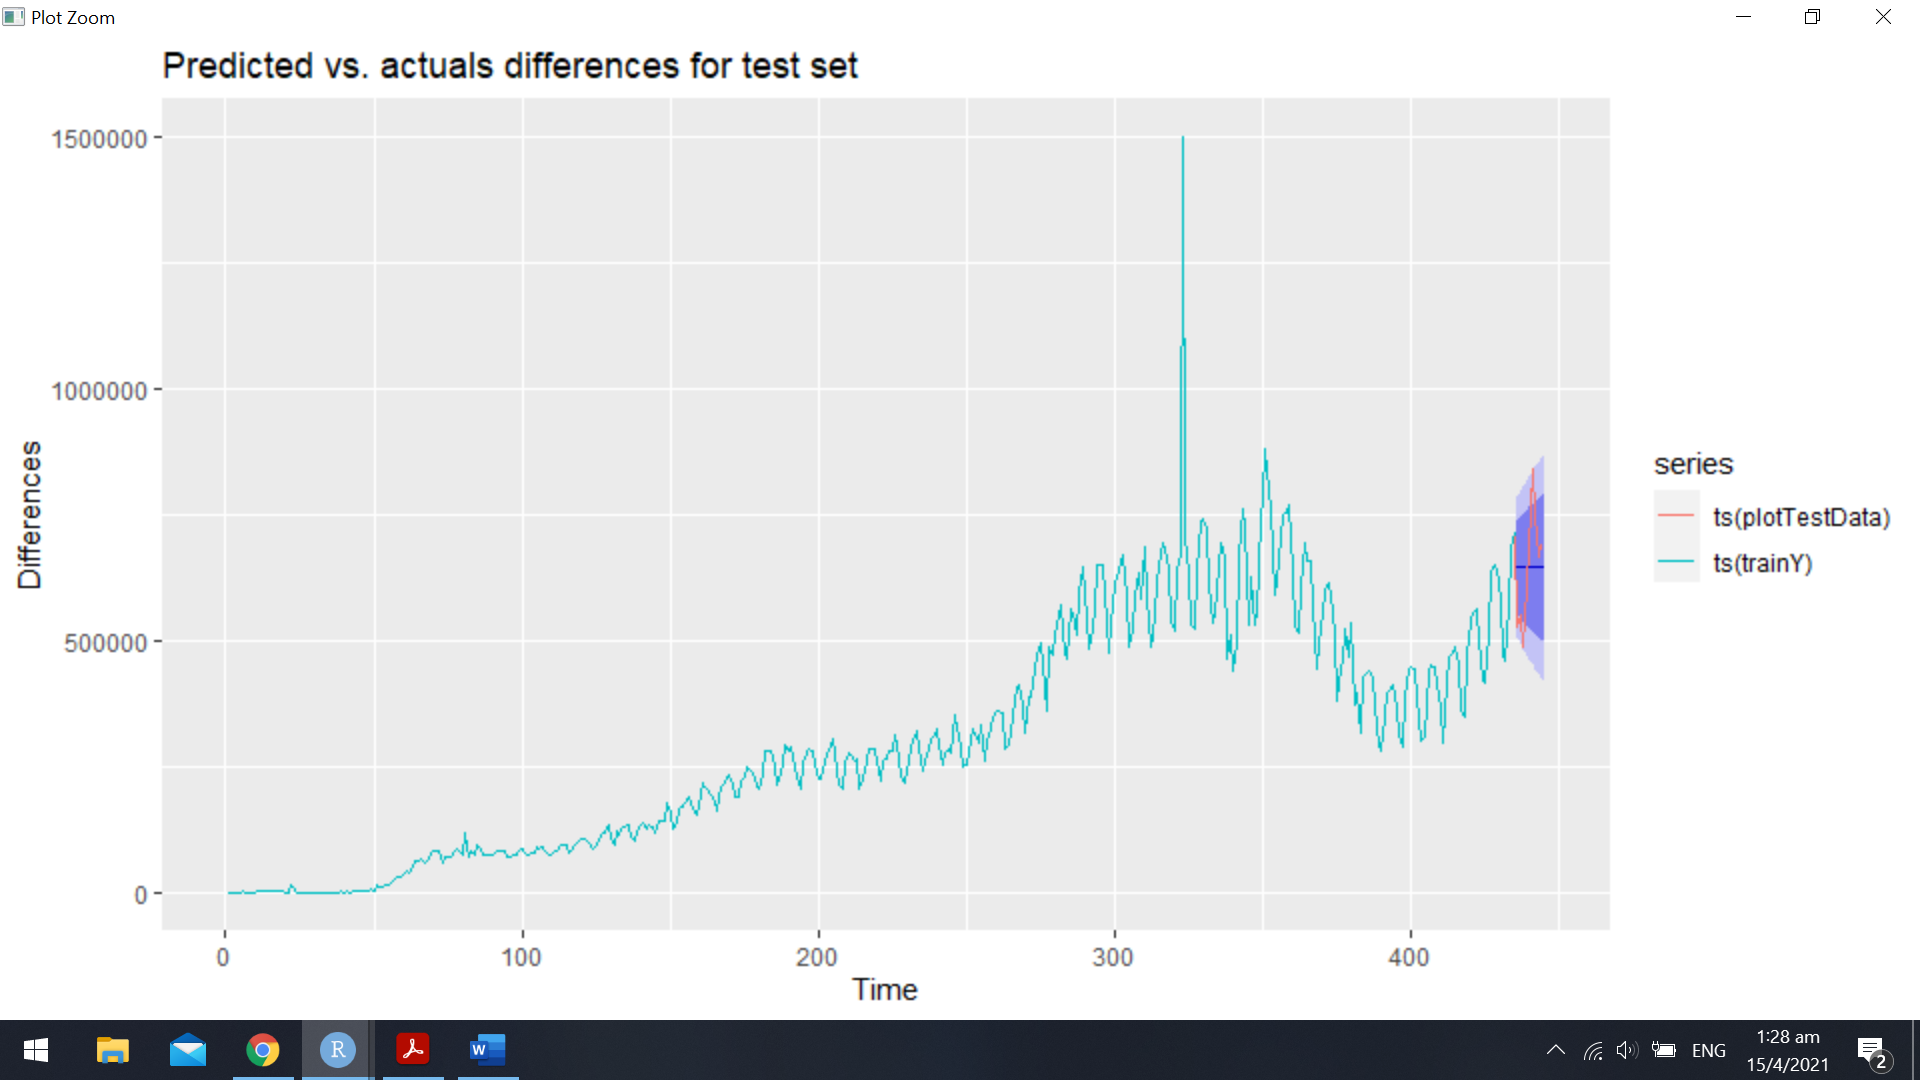 Plot Zoom
Predicted vs. actuals differences for test set
1500000
1000000
500000
0
Differences
0 100 200 300 400
Time
series
ts(plotTestData)
ts(trainY)
R
W
ENG
1:28 am
15/4/2021
2